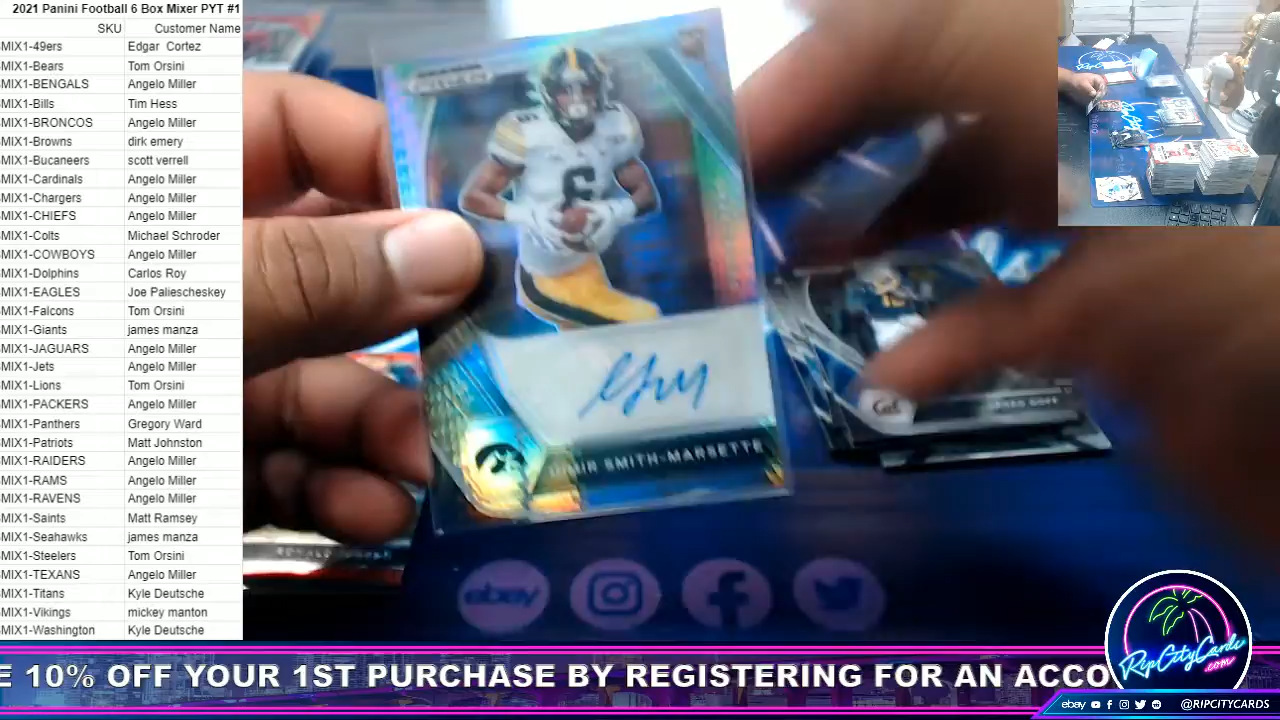 2021 Panini Football 6 Box Mixer PYT #1
SKU Customer Name
MIX1-49ers Edgar Cortez
MIX1-Bears Tom Orsini
MIX1-BENGALS Angelo Miller
MIX1-Bills Tim Hess
MIX1-BRONCOS Angelo Miller
MIX1-Browns dirk emery
MIX1-Bucaneers scott verrell
MIX1-Cardinals Angelo Miller
MIX1-Chargers Angelo Miller
MIX1-CHIEFS Angelo Miller
MIX1-Colts Michael Schroder
MIX1-COWBOYS Angelo Miller
MIX1-Dolphins Carlos Roy
MIX1-EAGLES Joe Paliescheskey
MIX1-Falcons Tom Orsini
MIX1-Giants james manza
MIX1-JAGUARS Angelo Miller
MIX1-Jets Angelo Miller
MIX1-Lions Tom Orsini
MIX1-PACKERS Angelo Miller
MIX1-Panthers Gregory Ward
MIX1-Patriots Matt Johnston
MIX1-RAIDERS Angelo Miller
MIX1-RAMS Angelo Miller
MIX1-RAVENS Angelo Miller
MIX1-Saints Matt Ramsey
MIX1-Seahawks james manza
MIX1-Steelers Tom Orsini
MIX1-TEXANS Angelo Miller
MIX1-Titans Kyle Deutsche
MIX1-Vikings mickey manton
MIX1-Washington Kyle Deutsche
6
SMITH-MARSETTE
Cal
GOFF
ebay
RipCityCards
.com
E 10% OFF YOUR 1ST PURCHASE BY REGISTERING FOR AN ACCO
ebay @RIPCITYCARDS